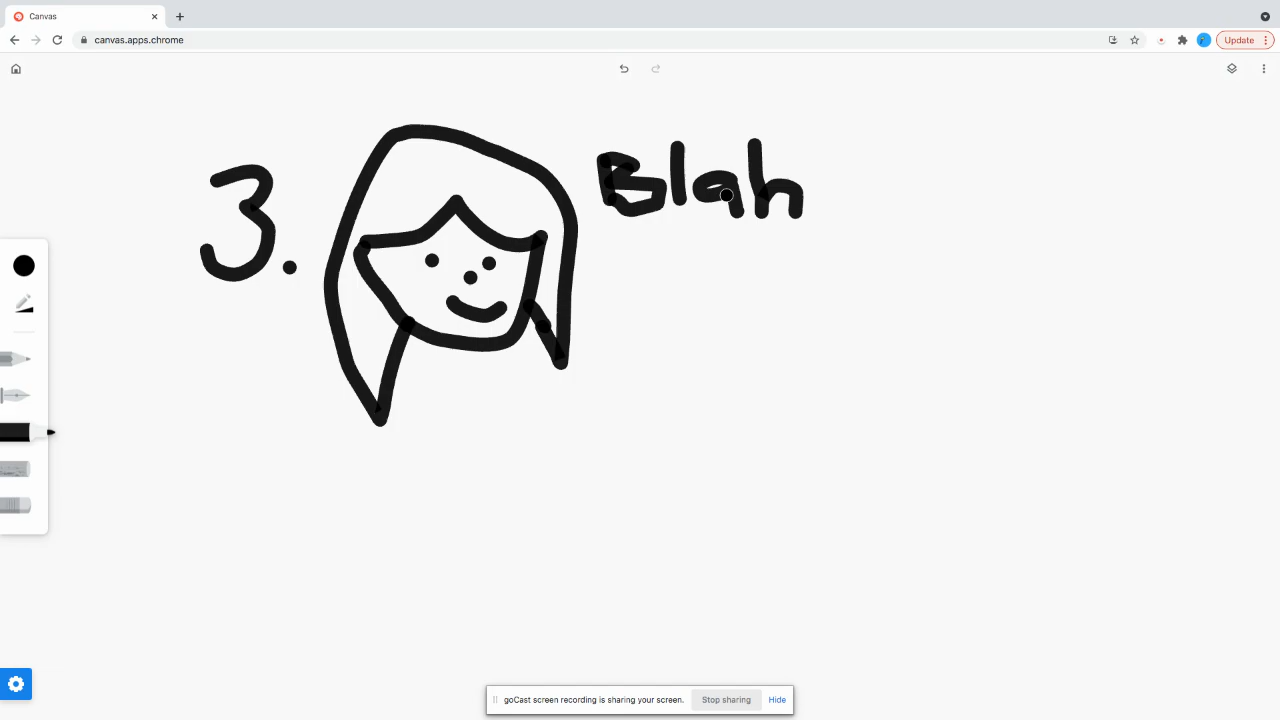 Canvas
canvas.apps.chrome
Update
3.
Blah
goCast screen recording is sharing your screen.
Stop sharing
Hide